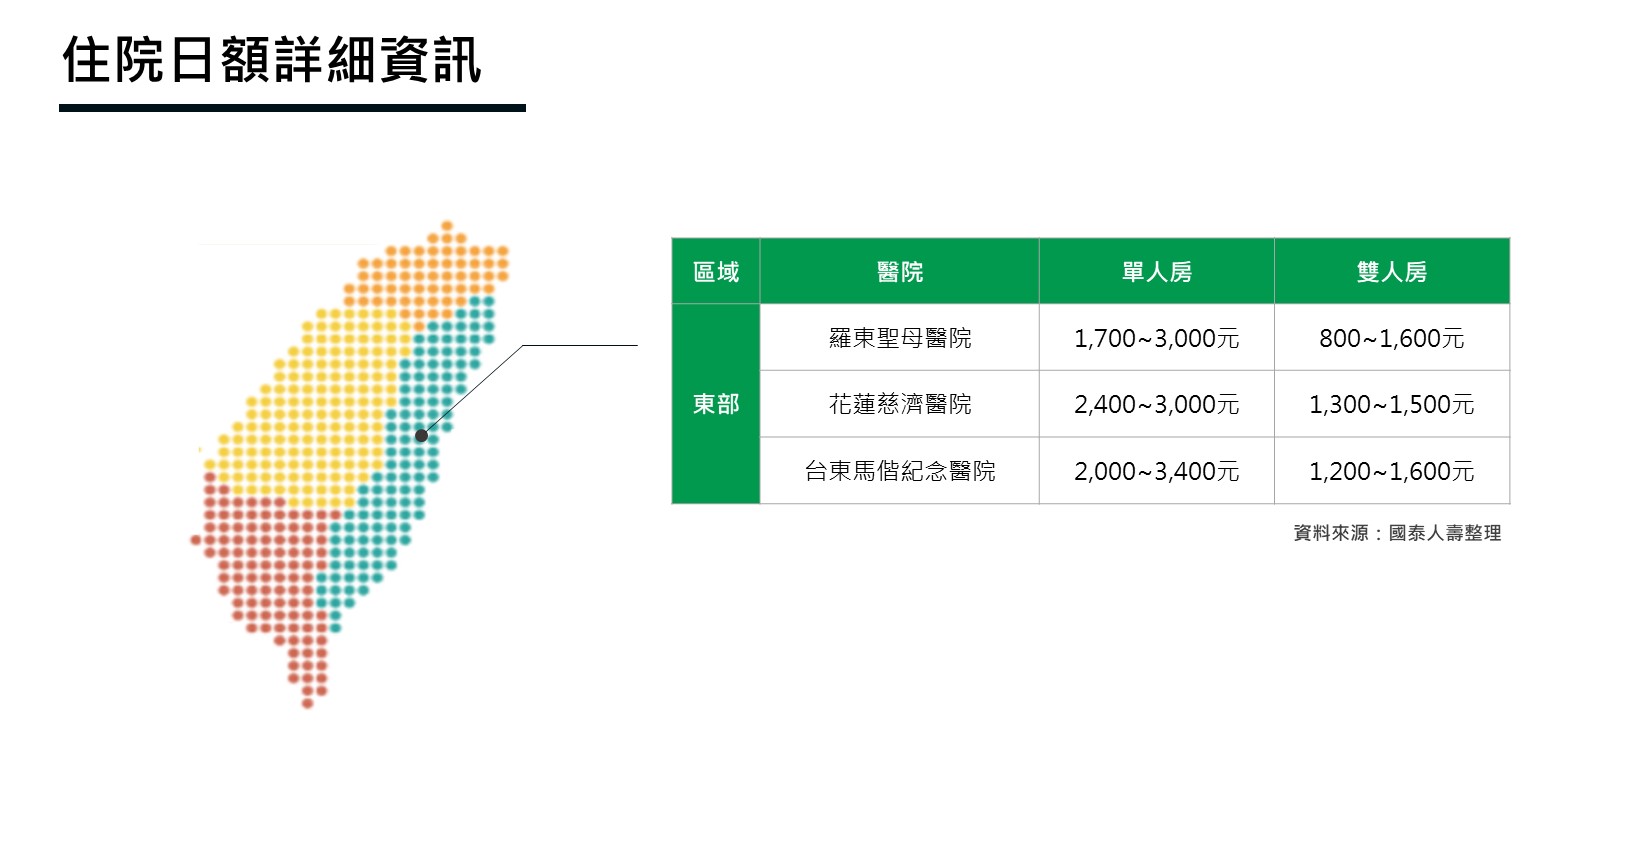 住院日額詳細資訊
區域 醫院 單人房 雙人房
東部
羅東聖母醫院 1,700~3,000元 800~1,600元
花蓮慈濟醫院 2,400~3,000元 1,300~1,500元
台東馬偕紀念醫院 2,000~3,400元 1,200~1,600元
資料來源：國泰人壽整理